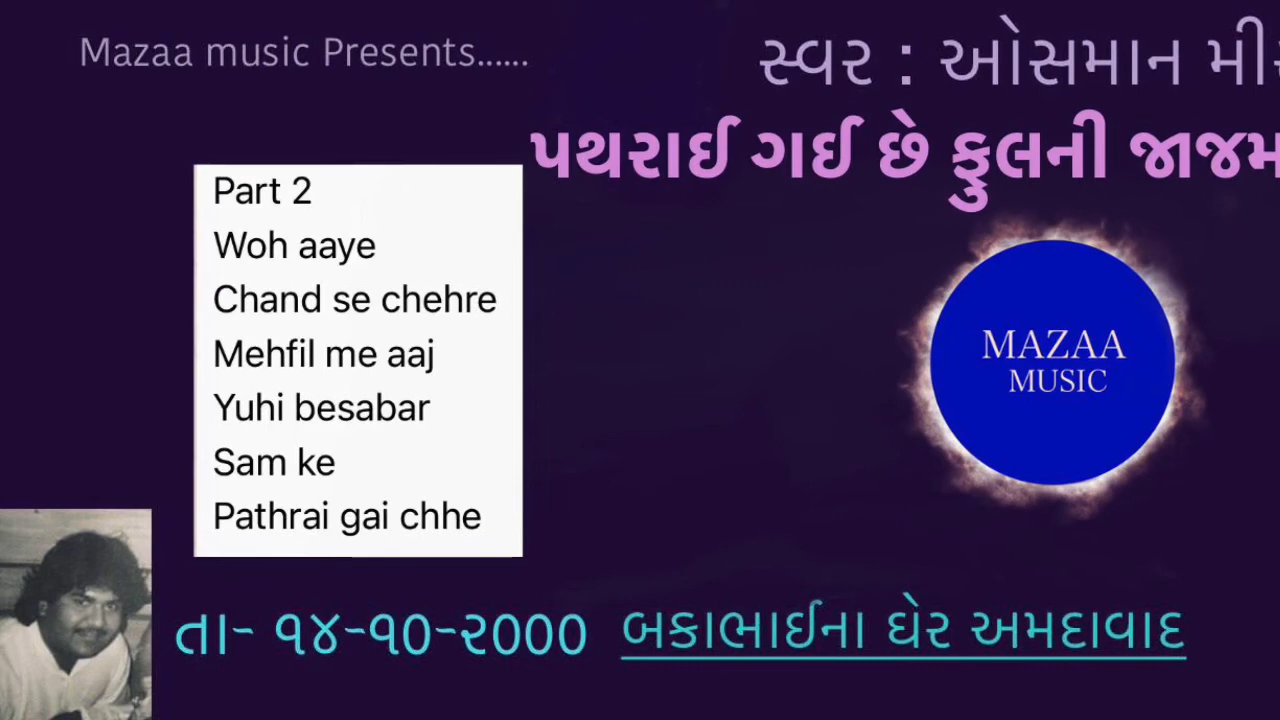 Mazaa music Presents......
સ્વર : ઓસમાન
પથરાઈ ગઈ છે ફુલની જાજમ
Part 2
Woh aaye
Chand se chehre
Mehfil me aaj
Yuhi besabar
Sam ke
Pathrai gai chhe
MAZAA
MUSIC
તા- ૧૪-૧૦-૨૦૦૦
બકાભાઈના ઘેર અમદાવાદ